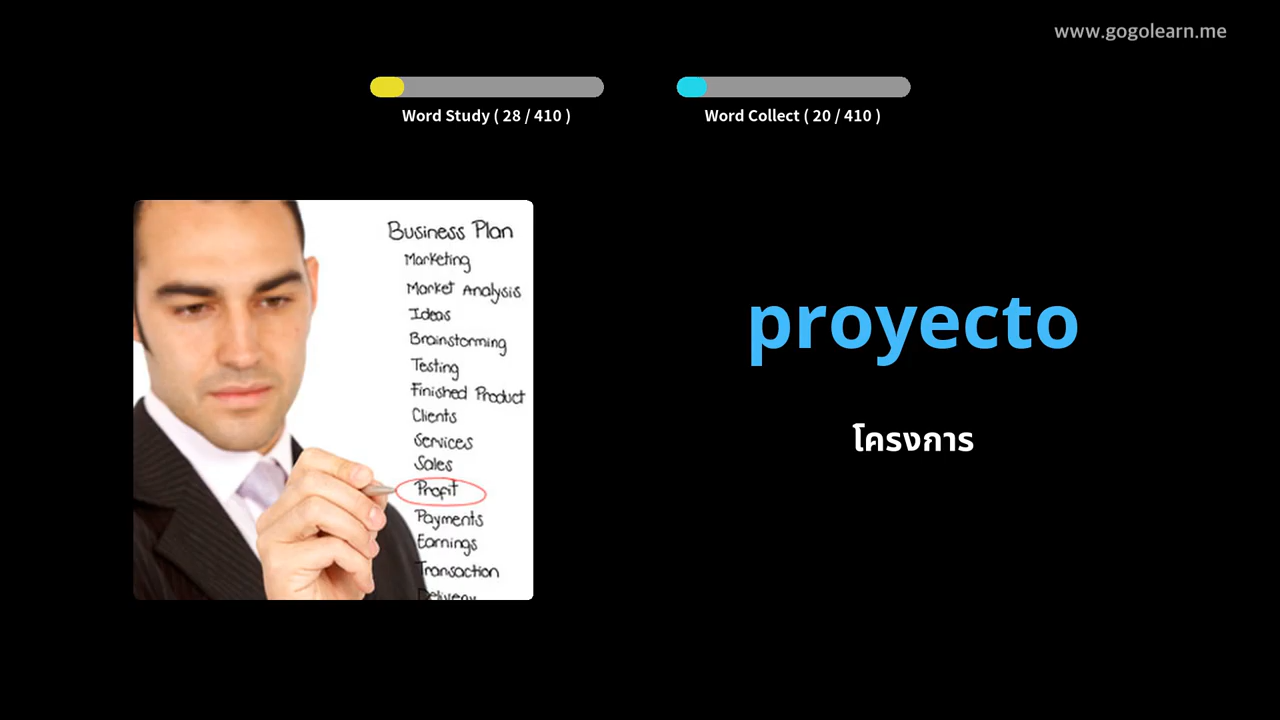 www.gogolearn.me
Word Study ( 28 / 410 )
Word Collect ( 20 / 410 )
Business Plan
Marketing
Market Analysis
Ideas
Brainstorming
Testing
Finished Product
Clients
Services
Sales
Profit
Payments
Earnings
Transaction
Delivery
proyecto
โครงการ